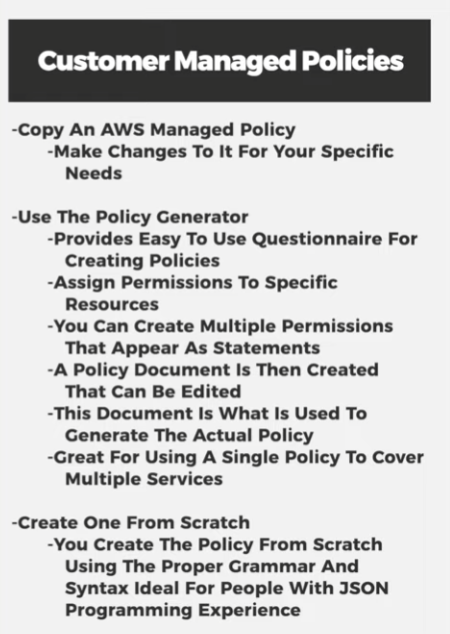 Customer Managed Policies
-Copy An AWS Managed Policy
-Make Changes To It For Your Specific
Needs
-Use The Policy Generator
-Provides Easy To Use Questionnaire For
Creating Policies
-Assign Permissions To Specific
Resources
-You Can Create Multiple Permissions
That Appear As Statements
-A Policy Document Is Then Created
That Can Be Edited
-This Document Is What Is Used To
Generate The Actual Policy
-Great For Using A Single Policy To Cover
Multiple Services
-Create One From Scratch
-You Create The Policy From Scratch
Using The Proper Grammar And
Syntax Ideal For People With JSON
Programming Experience